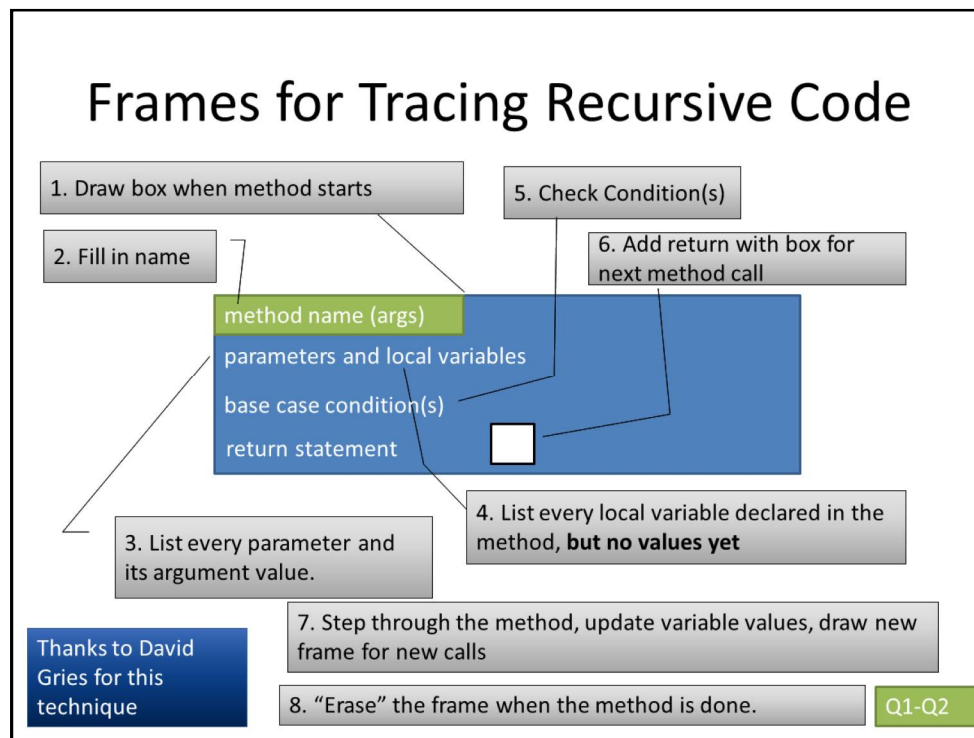 Frames for Tracing Recursive Code
1. Draw box when method starts
5. Check Condition(s)
2. Fill in name
6. Add return with box for
next method call
method name (args)
parameters and local variables
base case condition(s)
return statement
4. List every local variable declared in the
method, but no values yet
3. List every parameter and
its argument value.
7. Step through the method, update variable values, draw new
frame for new calls
Thanks to David
Gries for this
technique
8. “Erase” the frame when the method is done.
Q1-Q2